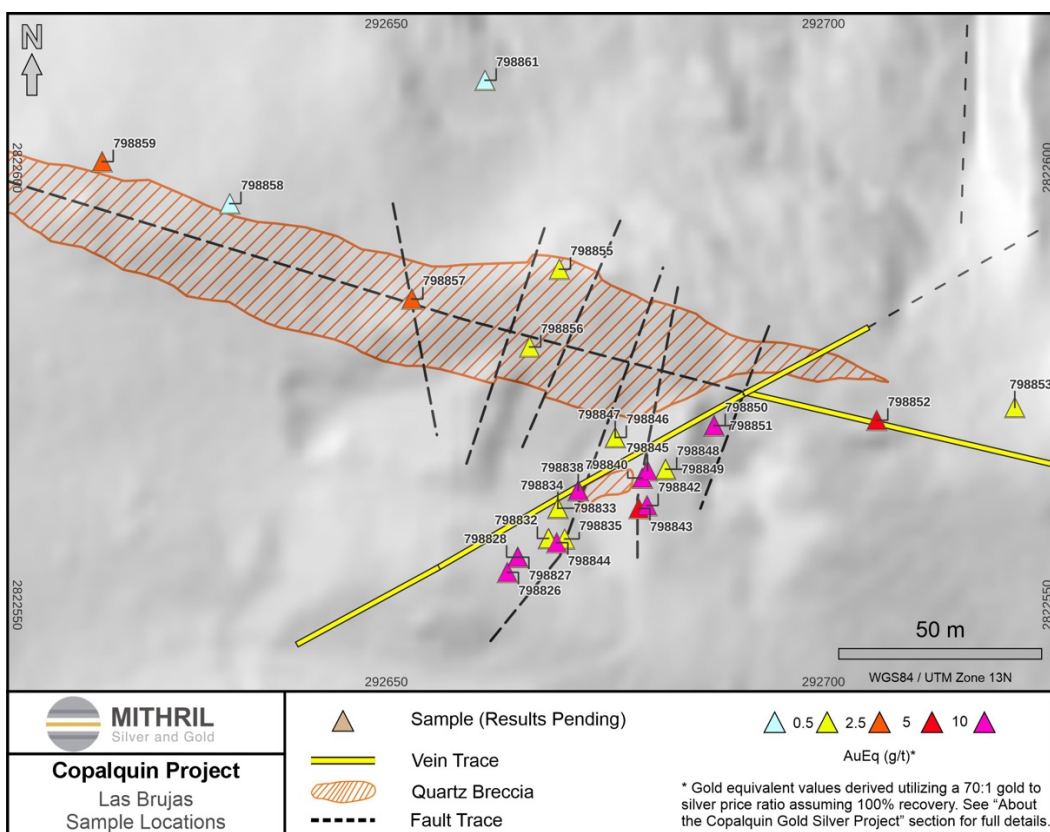 292650
292700
N
798861
798859
2822600
2822600
798858
798855
798857
798856
798853
798852
798850
798851
798847
798846
798845
798848
798849
798838
798840
798834
798842
798833
798832
798835
798843
798828
798844
798827
798826
2822550
2822550
50 m
292650
292700
WGS84 / UTM Zone 13N
MITHRIL
Silver and Gold
Copalquin Project
Las Brujas
Sample Locations
Sample (Results Pending)
Vein Trace
Quartz Breccia
Fault Trace
0.5 2.5 5 10
AuEq (g/t)*
* Gold equivalent values derived utilizing a 70:1 gold to
silver price ratio assuming 100% recovery. See “About
the Copalquin Gold Silver Project” section for full details.